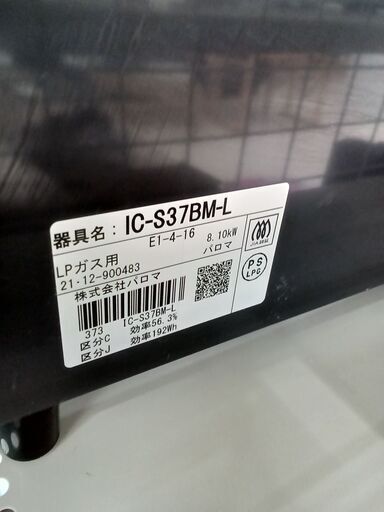 器具名: IC-S37BM-L
E1-4-16 8.10kW
LPガス用 パロマ
21・12-900483
株式会社パロマ
373 IC-S37BM-L
区分C 効率56.3%
区分J 効率192Wh
PS
LPG